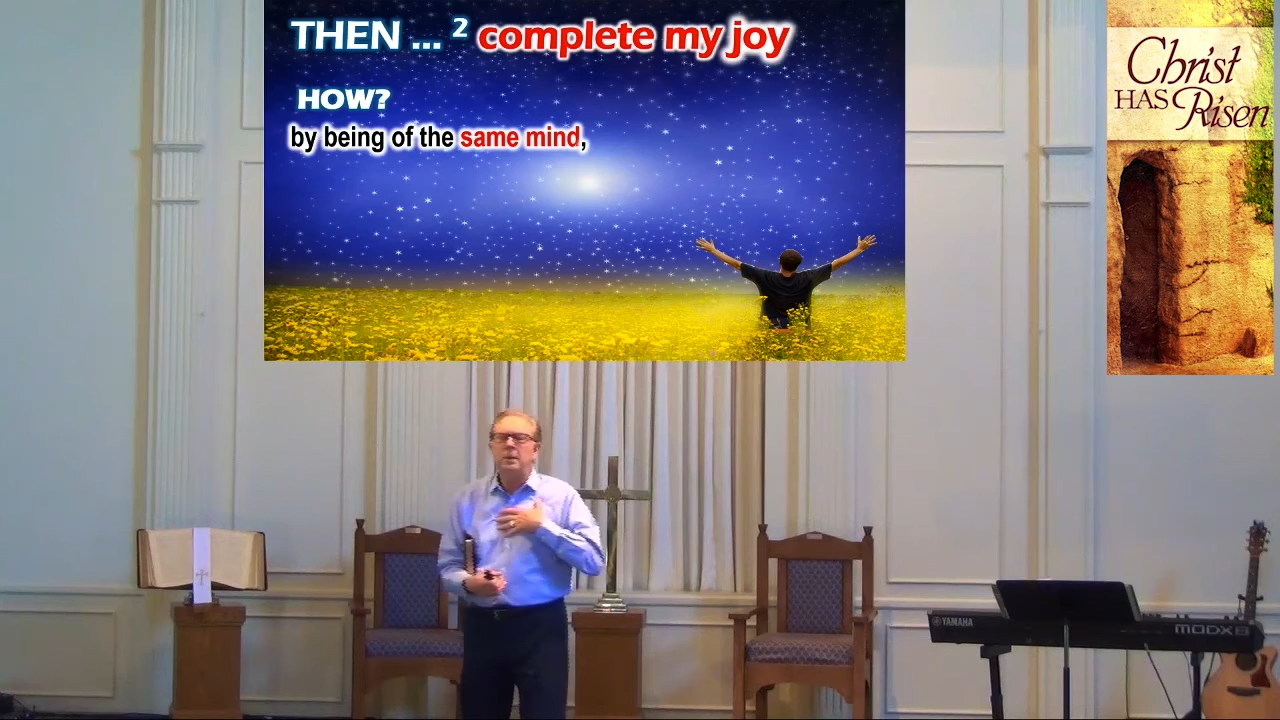 THEN ... ² complete my joy
HOW?
by being of the same mind,
Christ
HAS Risen
YAMAHA
MODX8